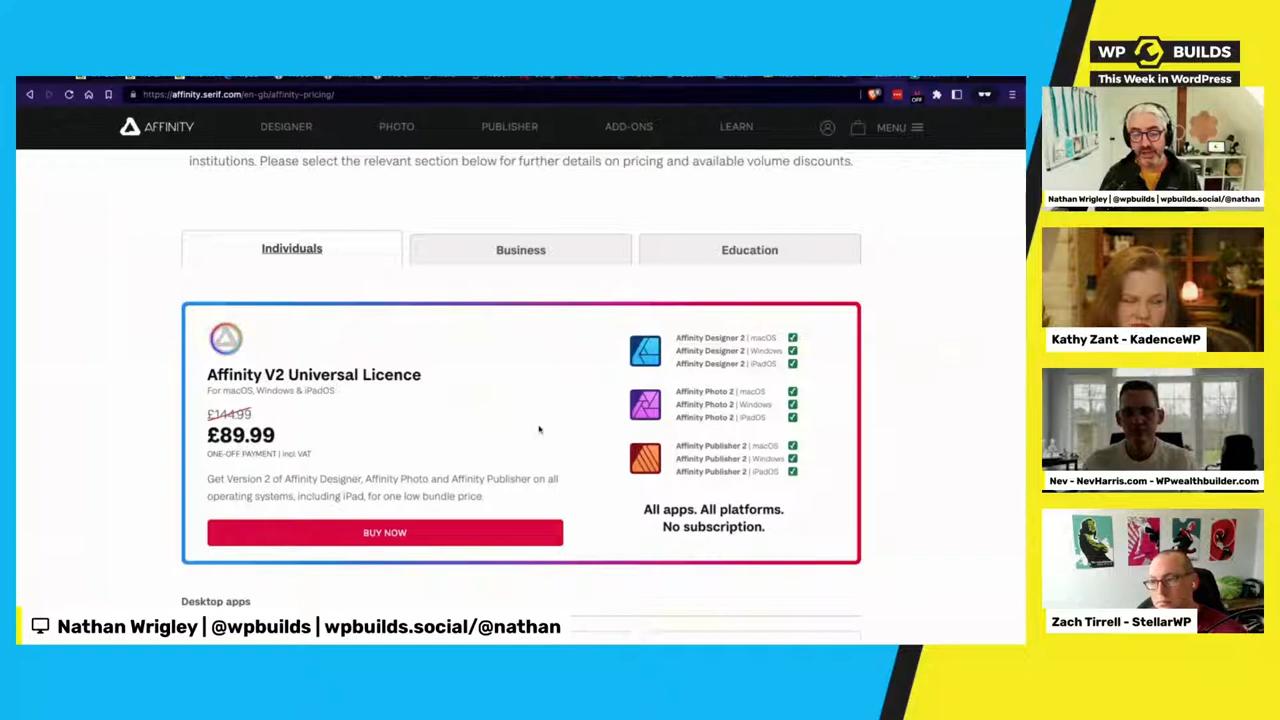 WP BUILDS
This Week in WordPress
https://affinity.serif.com/en-gb/affinity-pricing/
OFF
AFFINITY
DESIGNER
PHOTO
PUBLISHER
ADD-ONS
LEARN
MENU
institutions. Please select the relevant section below for further details on pricing and available volume discounts.
Individuals
Business
Education
Affinity V2 Universal Licence
For macOS, Windows & iPadOS
£144.99
£89.99
ONE-OFF PAYMENT | incl. VAT
Get Version 2 of Affinity Designer, Affinity Photo and Affinity Publisher on all
operating systems, including iPad, for one low bundle price.
BUY NOW
Affinity Designer 2 | macOS
Affinity Designer 2 | Windows
Affinity Designer 2 | iPadOS
Affinity Photo 2 | macOS
Affinity Photo 2 | Windows
Affinity Photo 2 | iPadOS
Affinity Publisher 2 | macOS
Affinity Publisher 2 | Windows
Affinity Publisher 2 | iPadOS
All apps. All platforms.
No subscription.
Desktop apps
Nathan Wrigley | @wpbuilds | wpbuilds.social/@nathan
Nathan Wrigley | @wpbuilds | wpbuilds.social/@nathan
Kathy Zant - KadenceWP
Nev - NevHarris.com - WPwealthbuilder.com
Zach Tirrell - StellarWP